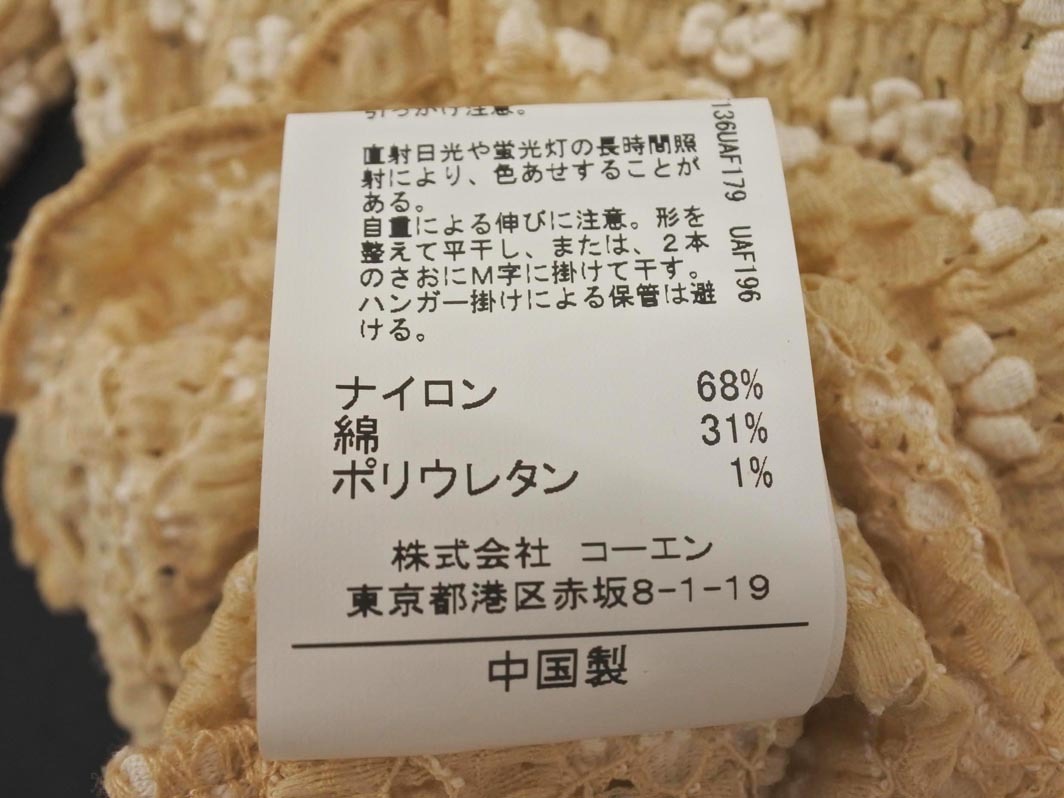 引っかけ注意。
直射日光や蛍光灯の長時間照
射により、色あせすることが
ある。
自重による伸びに注意。形を
整えて平干し、または、2本
のさおにM字に掛けて干す。
ハンガー掛けによる保管は避
ける。
ナイロン 68%
綿 31%
ポリウレタン 1%
株式会社 コーエン
東京都港区赤坂8-1-19
中国製
136UAF179 UAF196